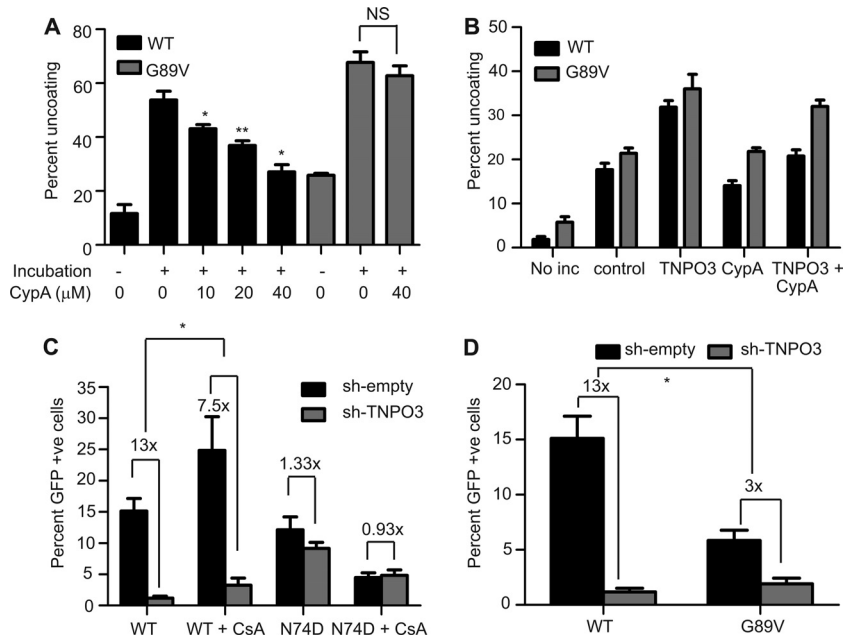 A
NS
80
60
40
20
0
Percent uncoating
WT
G89V
* ** *
Incubation - + + + + - + +
CypA (μM) 0 0 10 20 40 0 0 40
B
50
40
30
20
10
0
Percent uncoating
WT
G89V
No inc control TNPO3 CypA TNPO3 +
CypA
C
*
35
30
25
20
15
10
5
0
Percent GFP +ve cells
sh-empty
sh-TNPO3
13x
7.5x
1.33x
0.93x
WT WT + CsA N74D N74D + CsA
D
sh-empty sh-TNPO3
20
15
10
5
0
Percent GFP +ve cells
13x
*
3x
WT G89V